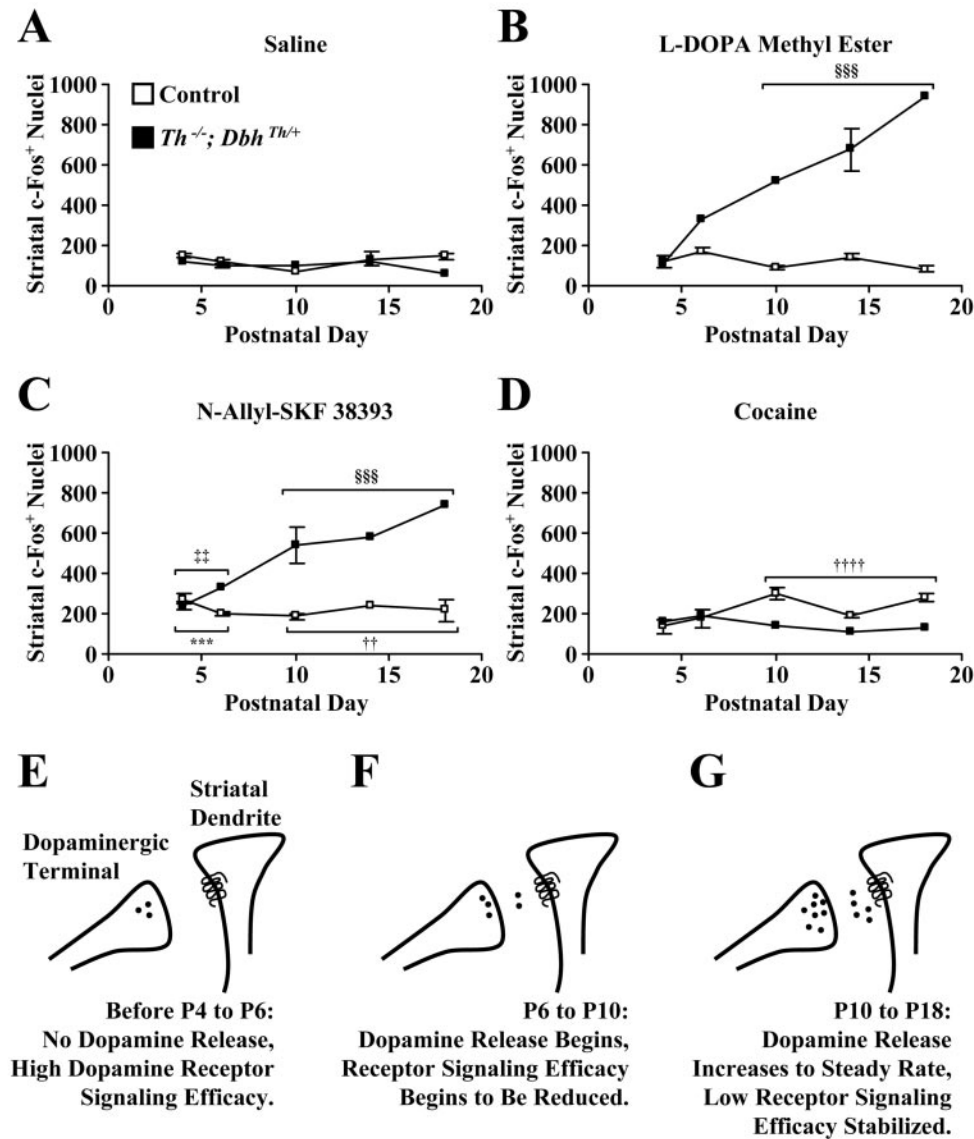 A
Saline
Striatal c-Fos+ Nuclei
1000
800
600
400
200
0
0 5 10 15 20
Postnatal Day
Control
Th -/-; Dbh Th/+
B
L-DOPA Methyl Ester
Striatal c-Fos+ Nuclei
1000
800
600
400
200
0
0 5 10 15 20
Postnatal Day
§§§
C
N-Allyl-SKF 38393
Striatal c-Fos+ Nuclei
1000
800
600
400
200
0
0 5 10 15 20
Postnatal Day
§§§
‡‡
***
††
D
Cocaine
Striatal c-Fos+ Nuclei
1000
800
600
400
200
0
0 5 10 15 20
Postnatal Day
††††
E
Striatal
Dendrite
Dopaminergic
Terminal
Before P4 to P6:
No Dopamine Release,
High Dopamine Receptor
Signaling Efficacy.
F
P6 to P10:
Dopamine Release Begins,
Receptor Signaling Efficacy
Begins to Be Reduced.
G
P10 to P18:
Dopamine Release
Increases to Steady Rate,
Low Receptor Signaling
Efficacy Stabilized.